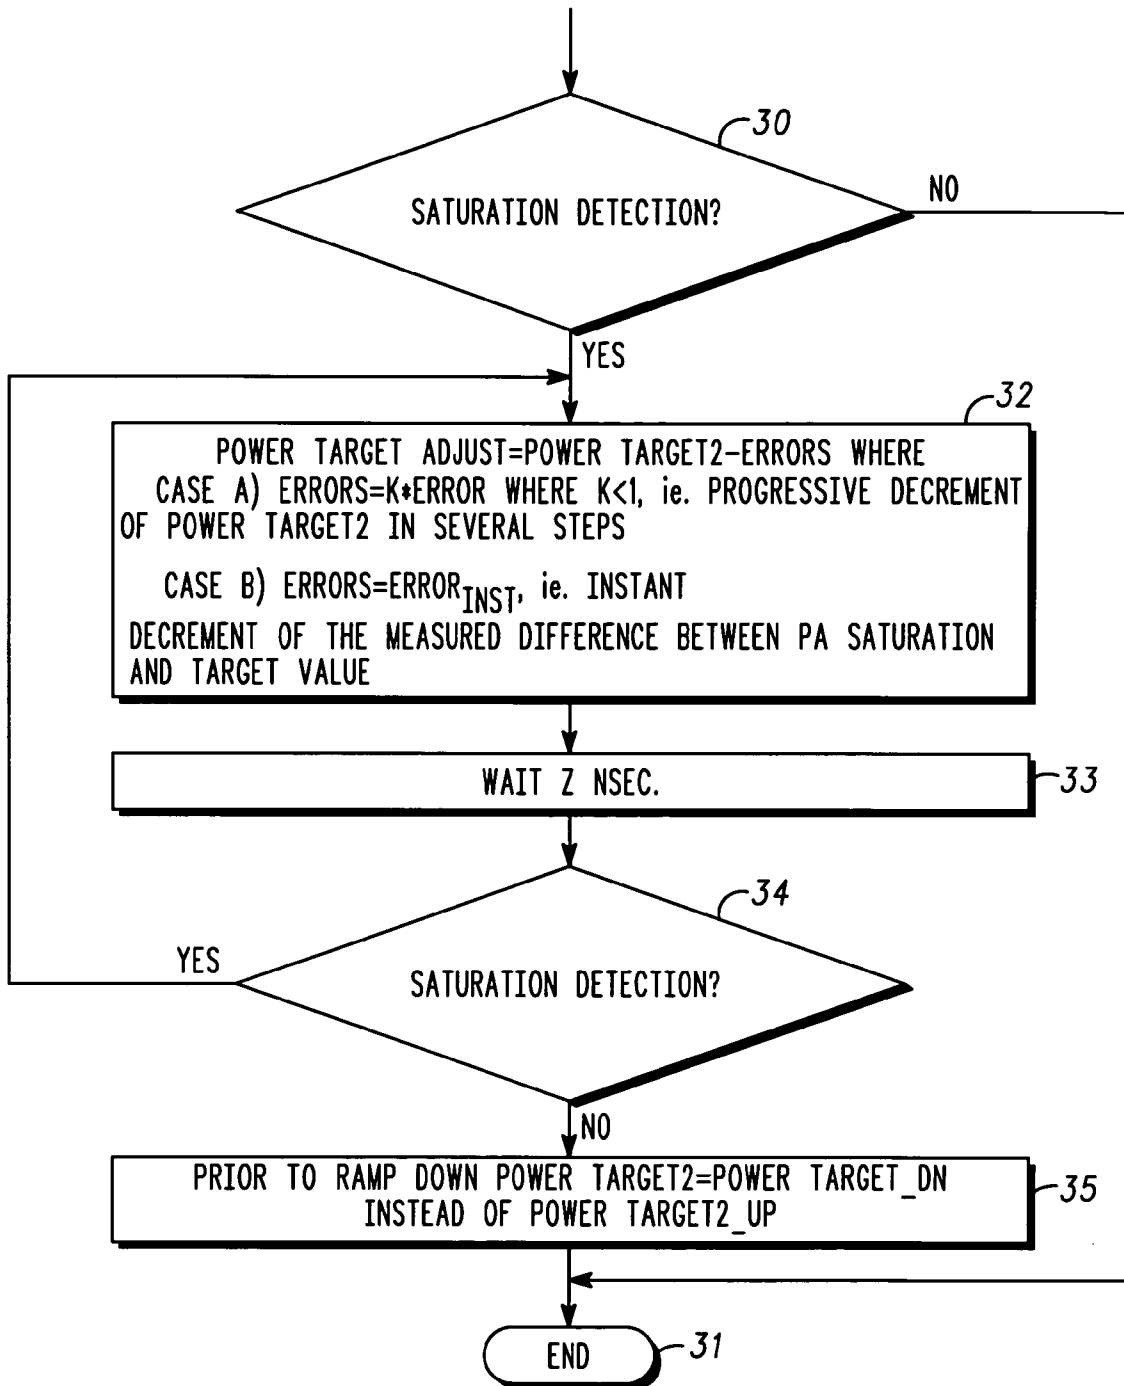 30
SATURATION DETECTION?
NO
YES
32
POWER TARGET ADJUST=POWER TARGET2-ERRORS WHERE
CASE A) ERRORS=K*ERROR WHERE K<1, ie. PROGRESSIVE DECREMENT
OF POWER TARGET2 IN SEVERAL STEPS
CASE B) ERRORS=ERROR_INST, ie. INSTANT
DECREMENT OF THE MEASURED DIFFERENCE BETWEEN PA SATURATION
AND TARGET VALUE
WAIT Z NSEC.
33
34
YES
SATURATION DETECTION?
NO
PRIOR TO RAMP DOWN POWER TARGET2=POWER TARGET_DN
INSTEAD OF POWER TARGET2_UP
35
END
31